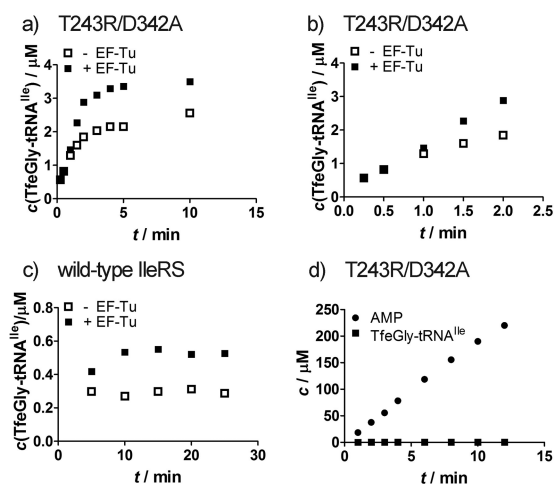 a) T243R/D342A
- EF-Tu
+ EF-Tu
c(TfeGly-tRNA^Ile) / μM
4
3
2
1
0
0 5 10 15
t / min
b) T243R/D342A
- EF-Tu
+ EF-Tu
c(TfeGly-tRNA^Ile) / μM
4
3
2
1
0
0.0 0.5 1.0 1.5 2.0 2.5
t / min
c) wild-type IleRS
- EF-Tu
+ EF-Tu
c(TfeGly-tRNA^Ile)/μM
0.8
0.6
0.4
0.2
0.0
0 10 20 30
t / min
d) T243R/D342A
AMP
TfeGly-tRNA^Ile
c / μM
250
200
150
100
50
0
0 5 10 15
t / min